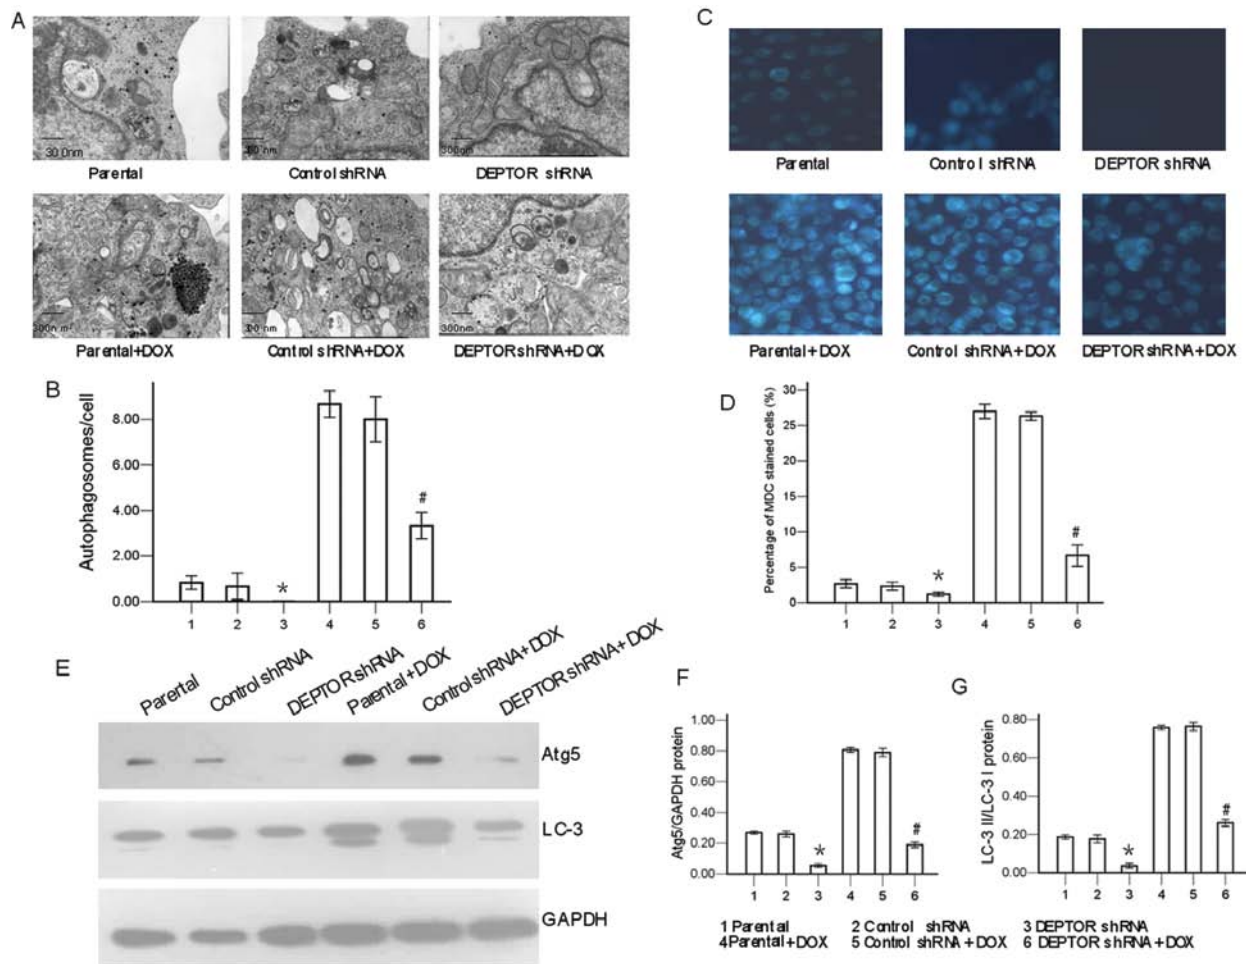 A
30.0nm
Parental
Control shRNA
300nm
DEPTOR shRNA
Parental+DOX
Control shRNA+DOX
300nm
DEPTOR shRNA+DOX
C
Parental
Control shRNA
DEPTOR shRNA
Parental+DOX
Control shRNA+DOX
DEPTOR shRNA+DOX
B
Autophagosomes/cell
8.00
6.00
4.00
2.00
0.00
*
#
1 2 3 4 5 6
D
Percentage of MDC stained cells (%)
30
25
20
15
10
5
0
*
#
1 2 3 4 5 6
E
Parertal
Control shRNA
DEPTOR shRNA
Parental+DOX
Control shRNA+DOX
DEPTOR shRNA+DOX
Atg5
LC-3
GAPDH
F
Atg5/GAPDH protein
1.00
0.80
0.60
0.40
0.20
0.00
*
#
1 2 3 4 5 6
G
LC-3 II/LC-3 I protein
0.80
0.60
0.40
0.20
0.00
*
#
1 2 3 4 5 6
1 Parental 2 Control shRNA 3 DEPTOR shRNA
4 Parental+DOX 5 Control shRNA+DOX 6 DEPTOR shRNA+DOX